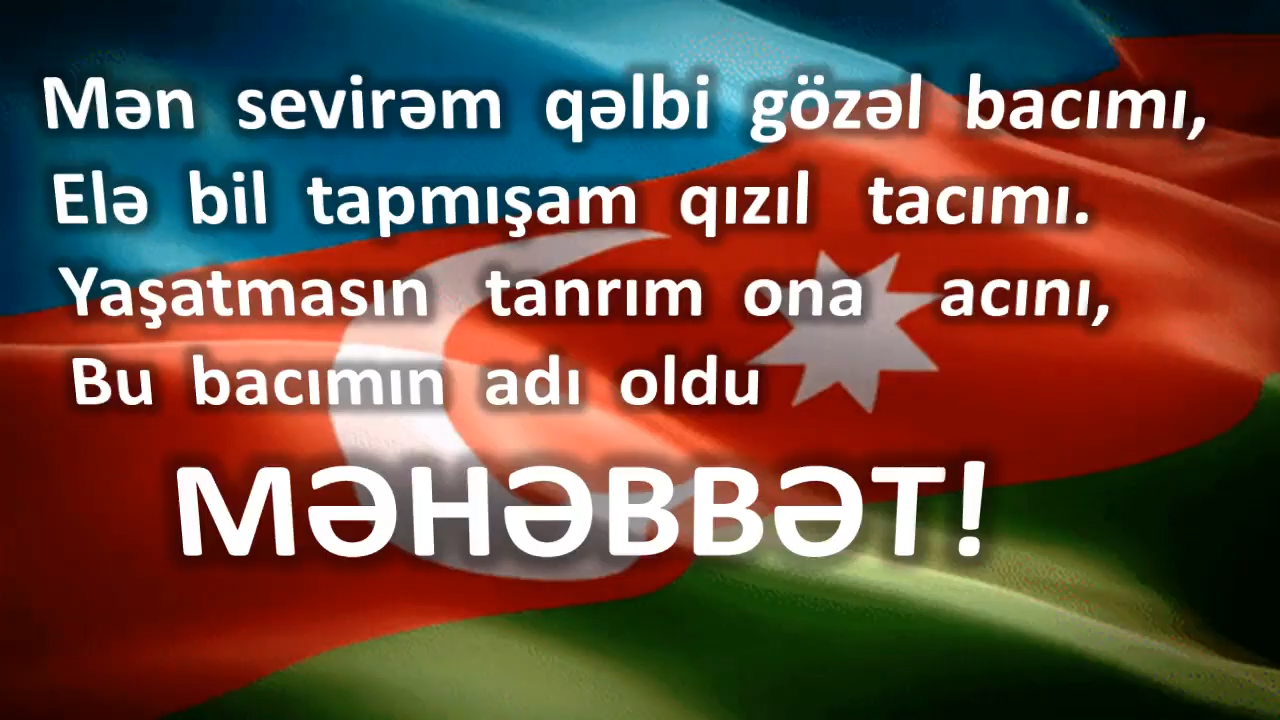 Mən sevirəm qəlbi gözəl bacımı,
Elə bil tapmışam qızıl tacımı.
Yaşatmasın tanrım ona acını,
Bu bacımın adı oldu
MƏHƏBBƏT!